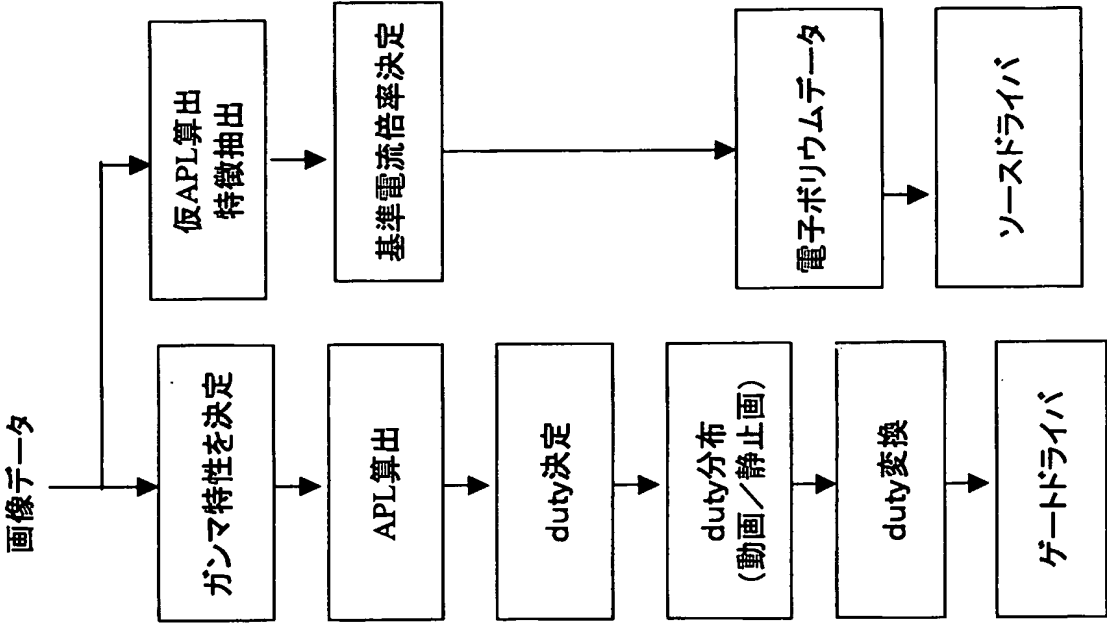 画像データ
ガンマ特性を決定
APL算出
duty決定
duty分布
(動画／静止画)
duty変換
ゲートドライバ
仮APL算出
特徴抽出
基準電流倍率決定
電子ボリウムデータ
ソースドライバ